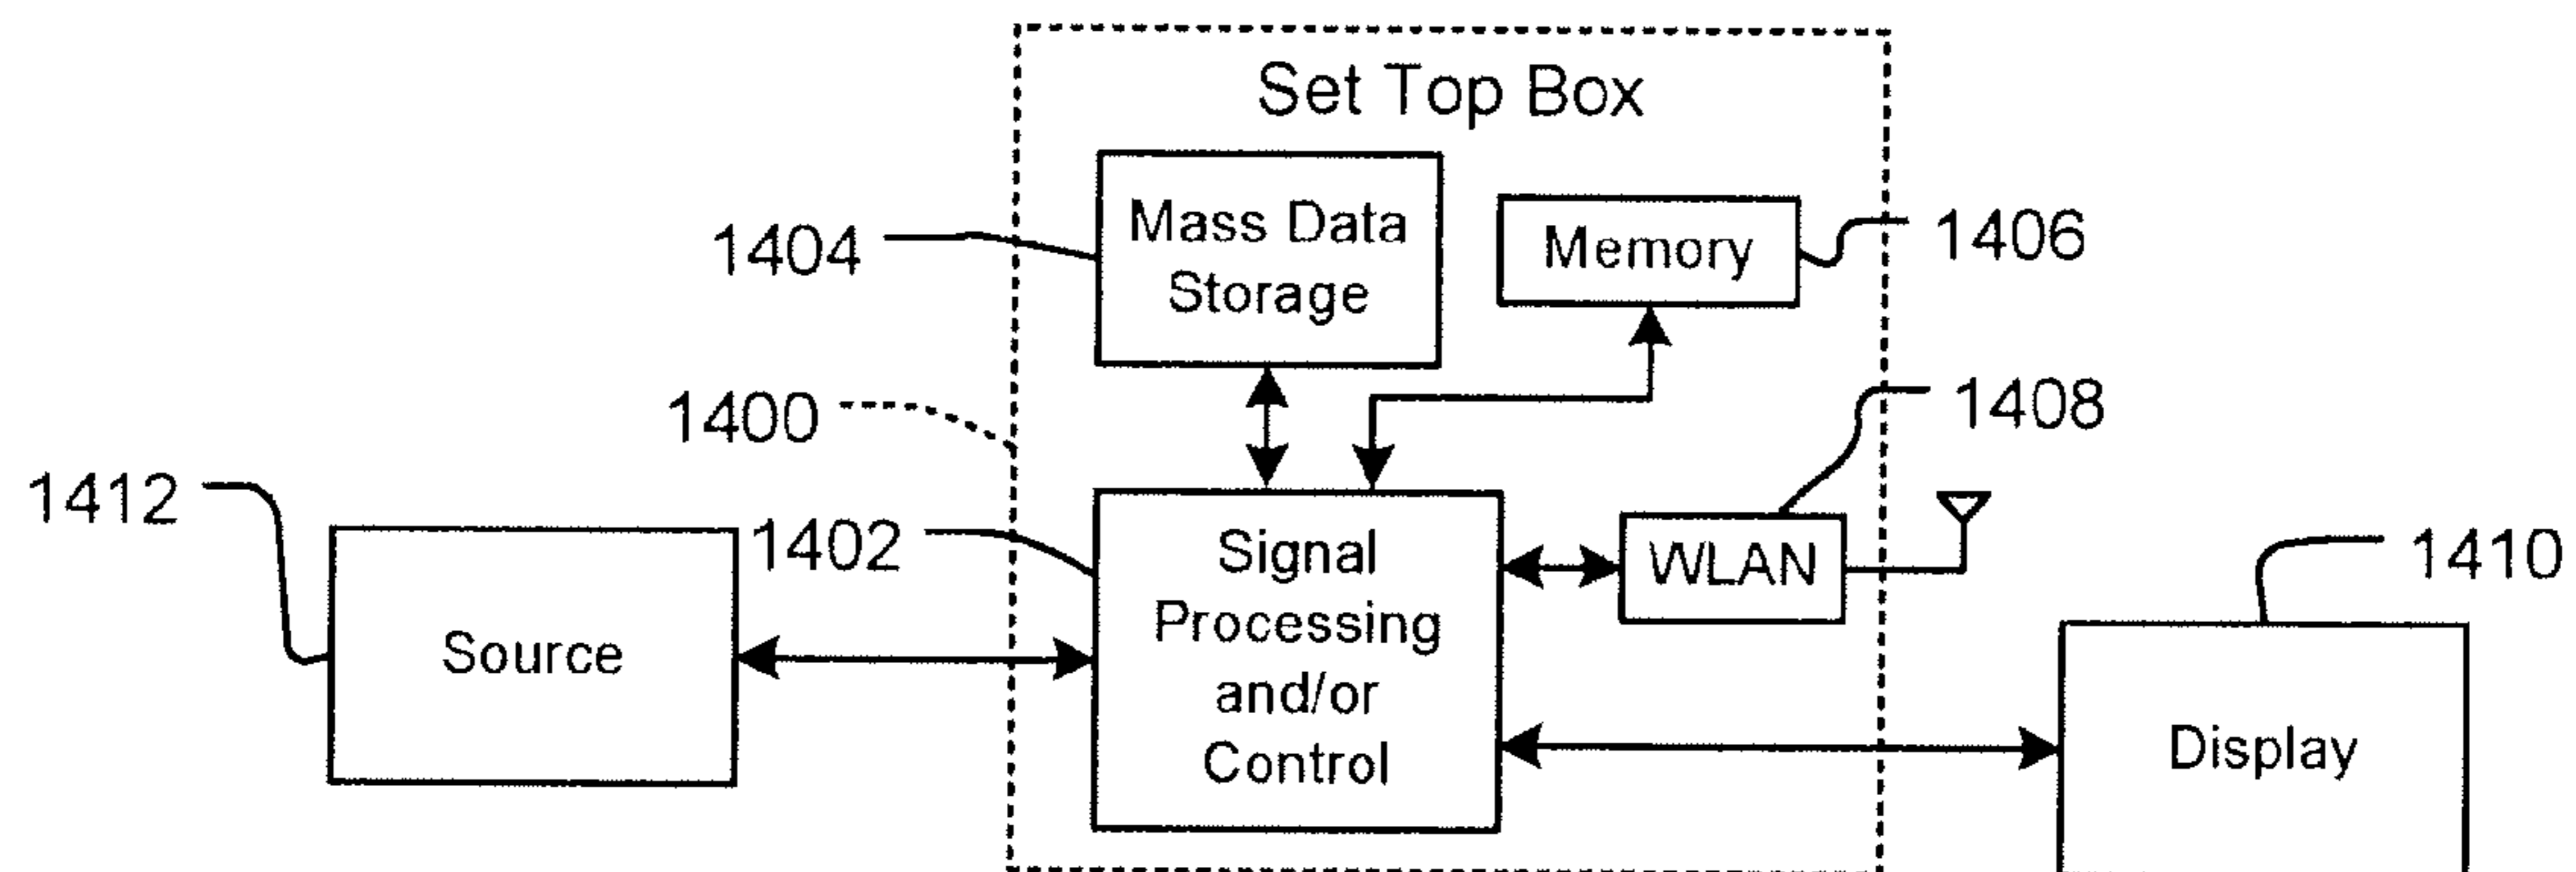 Set Top Box
Mass Data
Storage
Memory
1404
1406
1400
1408
1412
1402
Signal
Processing
and/or
Control
WLAN
1410
Source
Display